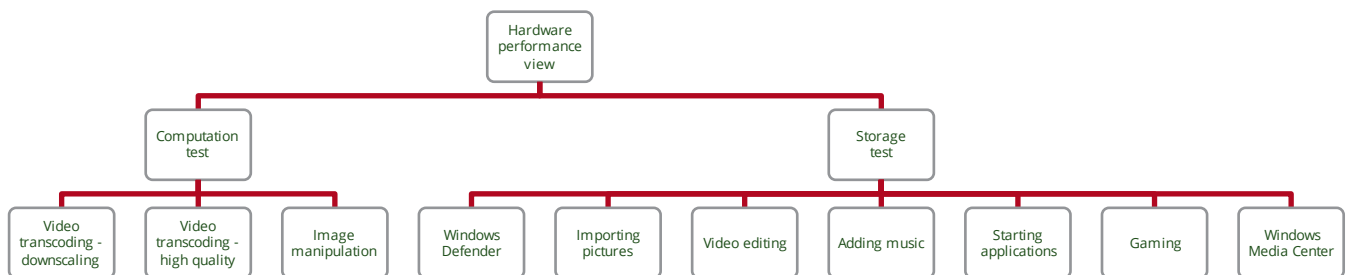 Hardware
performance
view
Computation
test
Storage
test
Video
transcoding -
downscaling
Video
transcoding -
high quality
Image
manipulation
Windows
Defender
Importing
pictures
Video editing
Adding music
Starting
applications
Gaming
Windows
Media Center